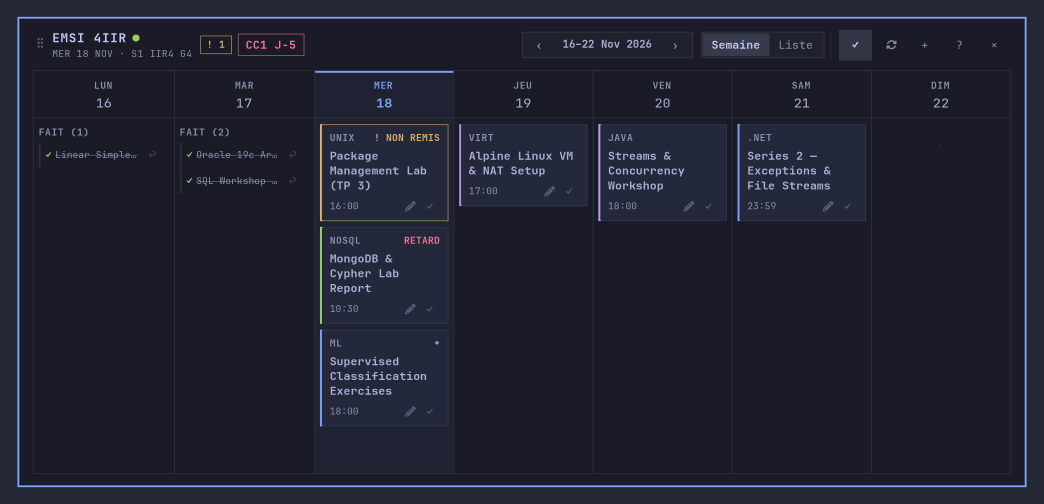 EMSI 4IIR
MER 18 NOV · S1 IIR4 G4
! 1
CC1 J-5
‹ 16–22 Nov 2026 ›
Semaine Liste
✓ + ? ×
LUN
16
MAR
17
MER
18
JEU
19
VEN
20
SAM
21
DIM
22
FAIT (1)
✓ Linear Simple…
FAIT (2)
✓ Oracle 19c Ar…
✓ SQL Workshop …
UNIX ! NON REMIS
Package
Management Lab
(TP 3)
16:00
NOSQL RETARD
MongoDB &
Cypher Lab
Report
10:30
ML
Supervised
Classification
Exercises
18:00
VIRT
Alpine Linux VM
& NAT Setup
17:00
JAVA
Streams &
Concurrency
Workshop
18:00
.NET
Series 2 —
Exceptions &
File Streams
23:59